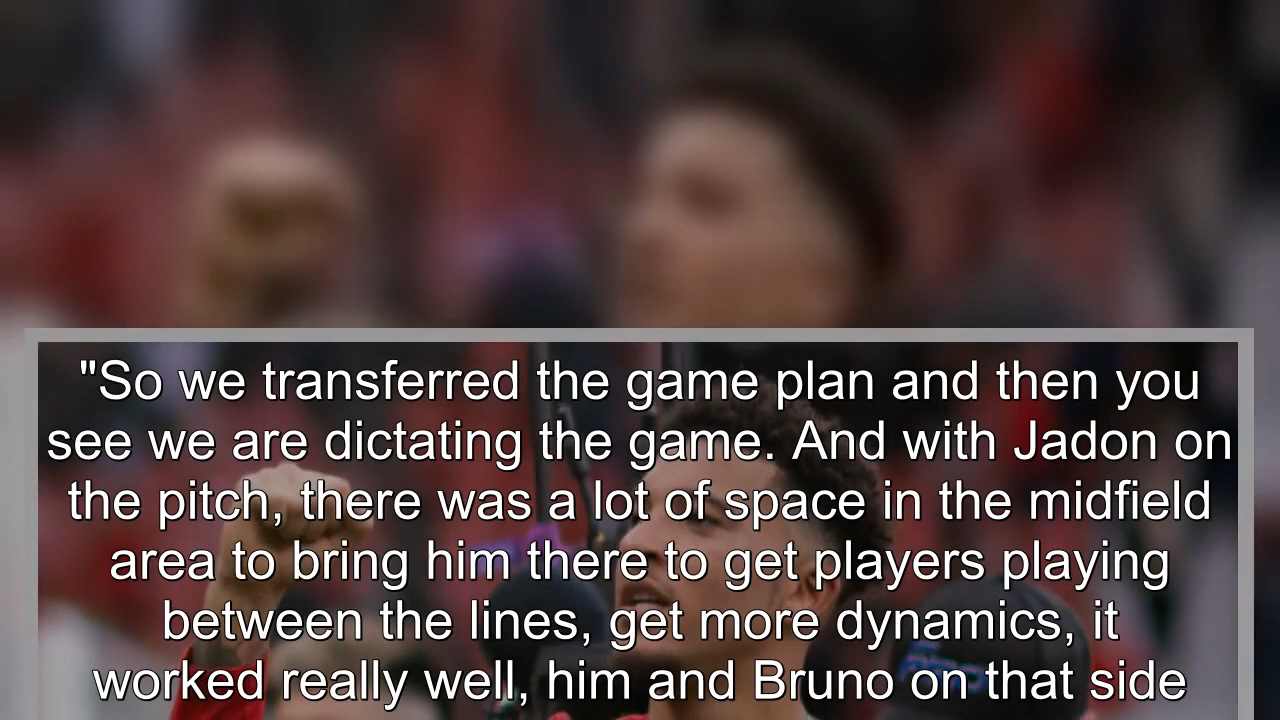 "So we transferred the game plan and then you
see we are dictating the game. And with Jadon on
the pitch, there was a lot of space in the midfield
area to bring him there to get players playing
between the lines, get more dynamics, it
worked really well, him and Bruno on that side